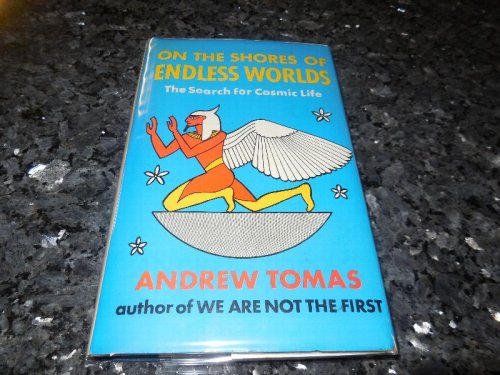 ON THE SHORES OF
ENDLESS WORLDS
The Search for Cosmic Life
ANDREW TOMAS
author of WE ARE NOT THE FIRST